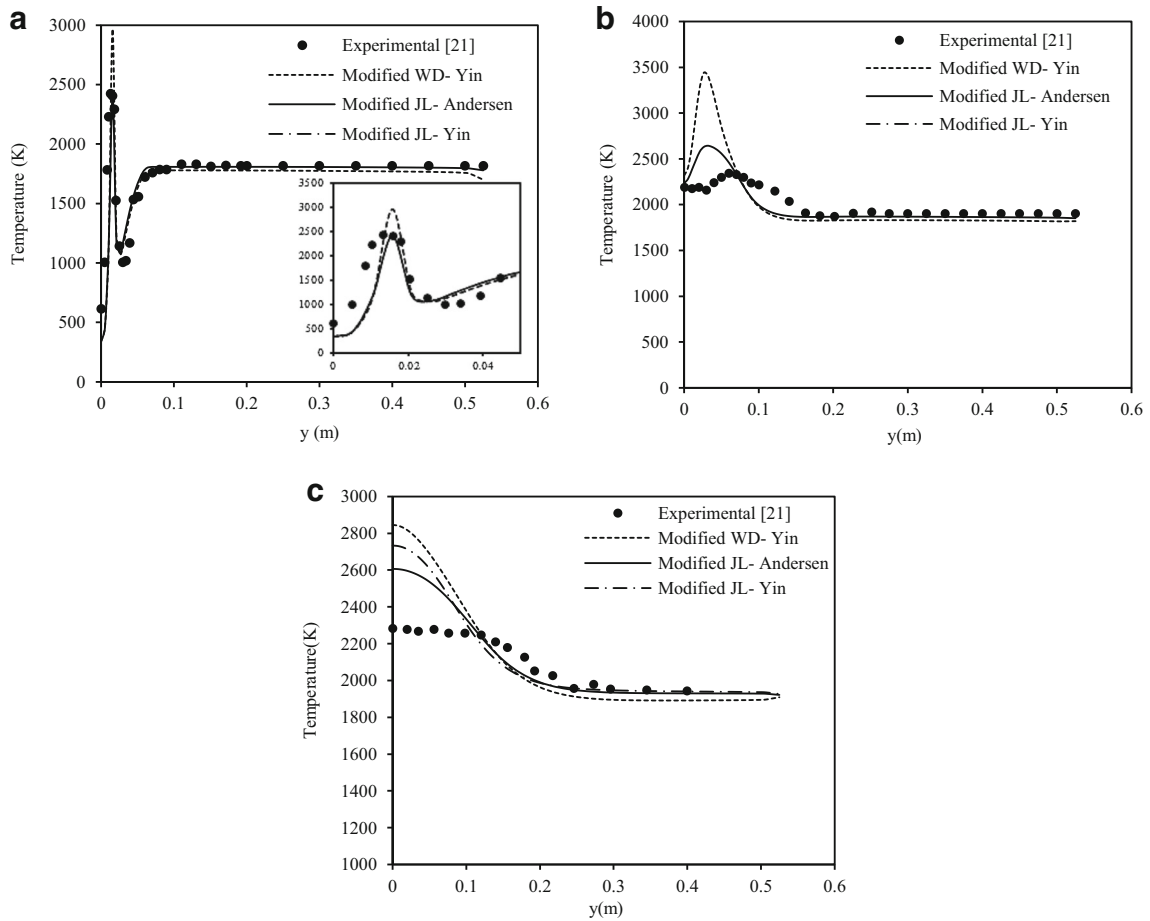 a
3000
2500
2000
1500
1000
500
0
Temperature (K)
0 0.1 0.2 0.3 0.4 0.5 0.6
y (m)
Experimental [21]
Modified WD- Yin
Modified JL- Andersen
Modified JL- Yin
3500
3000
2500
2000
1500
1000
500
0
0 0.02 0.04
b
4000
3500
3000
2500
2000
1500
1000
500
0
Temperature (K)
0 0.1 0.2 0.3 0.4 0.5 0.6
y(m)
Experimental [21]
Modified WD- Yin
Modified JL- Andersen
Modified JL- Yin
c
3000
2800
2600
2400
2200
2000
1800
1600
1400
1200
1000
Temperature(K)
0 0.1 0.2 0.3 0.4 0.5 0.6
y(m)
Experimental [21]
Modified WD- Yin
Modified JL- Andersen
Modified JL- Yin